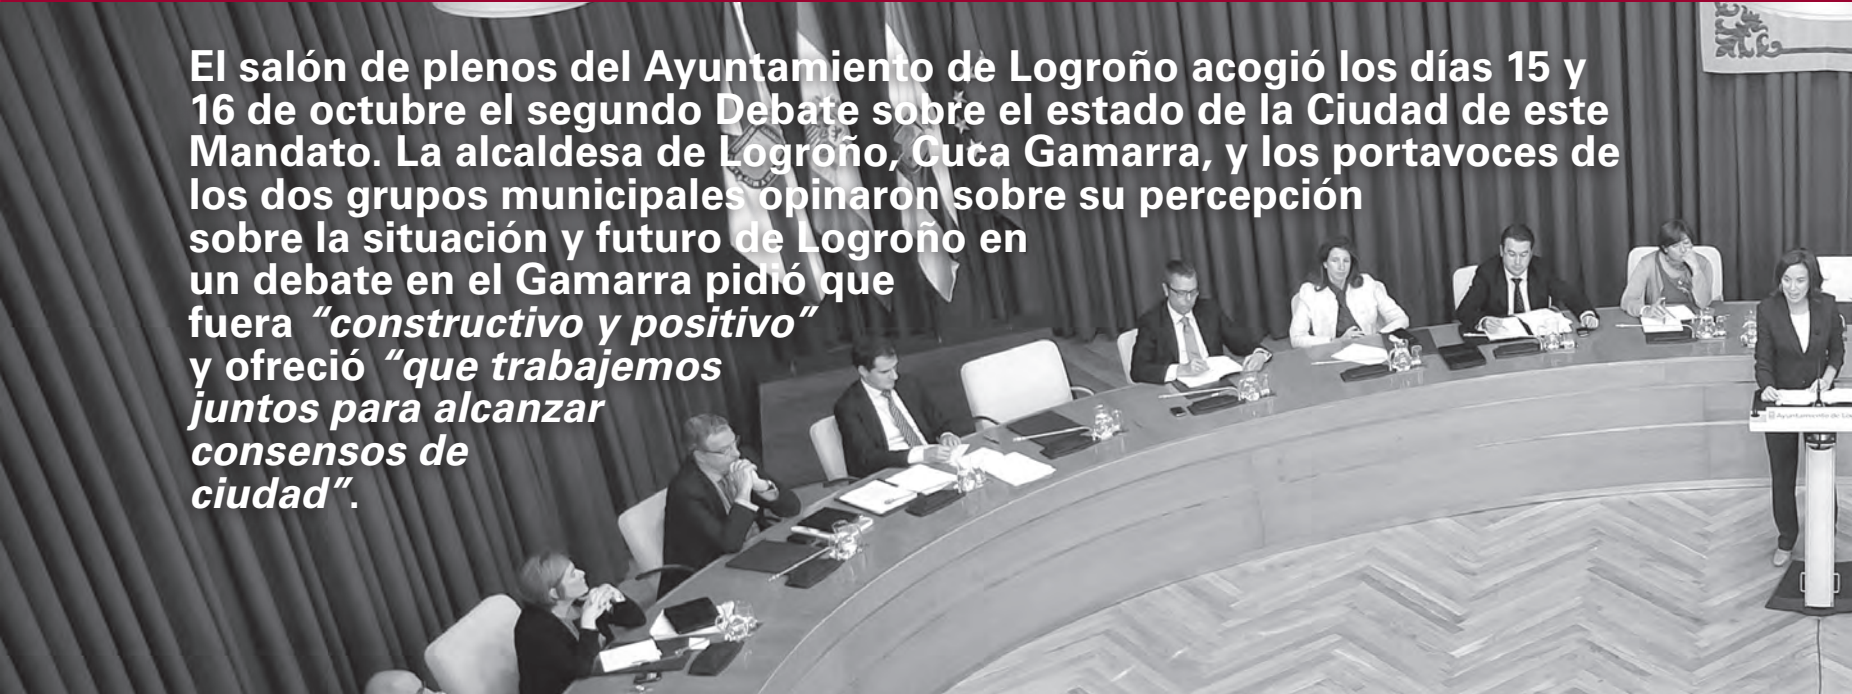 El salón de plenos del Ayuntamiento de Logroño acogió los días 15 y
16 de octubre el segundo Debate sobre el estado de la Ciudad de este
Mandato. La alcaldesa de Logroño, Cuca Gamarra, y los portavoces de
los dos grupos municipales opinaron sobre su percepción
sobre la situación y futuro de Logroño en
un debate en el Gamarra pidió que
fuera “constructivo y positivo”
y ofreció “que trabajemos
juntos para alcanzar
consensos de
ciudad”.
Ayuntamiento de